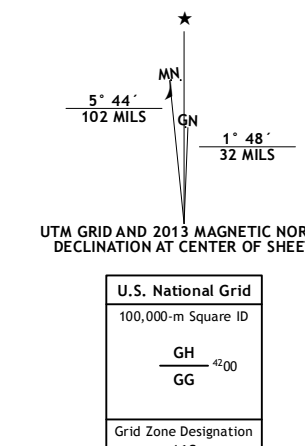 ★
MN
5° 44´
102 MILS
GN
1° 48´
32 MILS
UTM GRID AND 2013 MAGNETIC NOR
DECLINATION AT CENTER OF SHEE
U.S. National Grid
100,000-m Square ID
GH
4200
GG
Grid Zone Designation